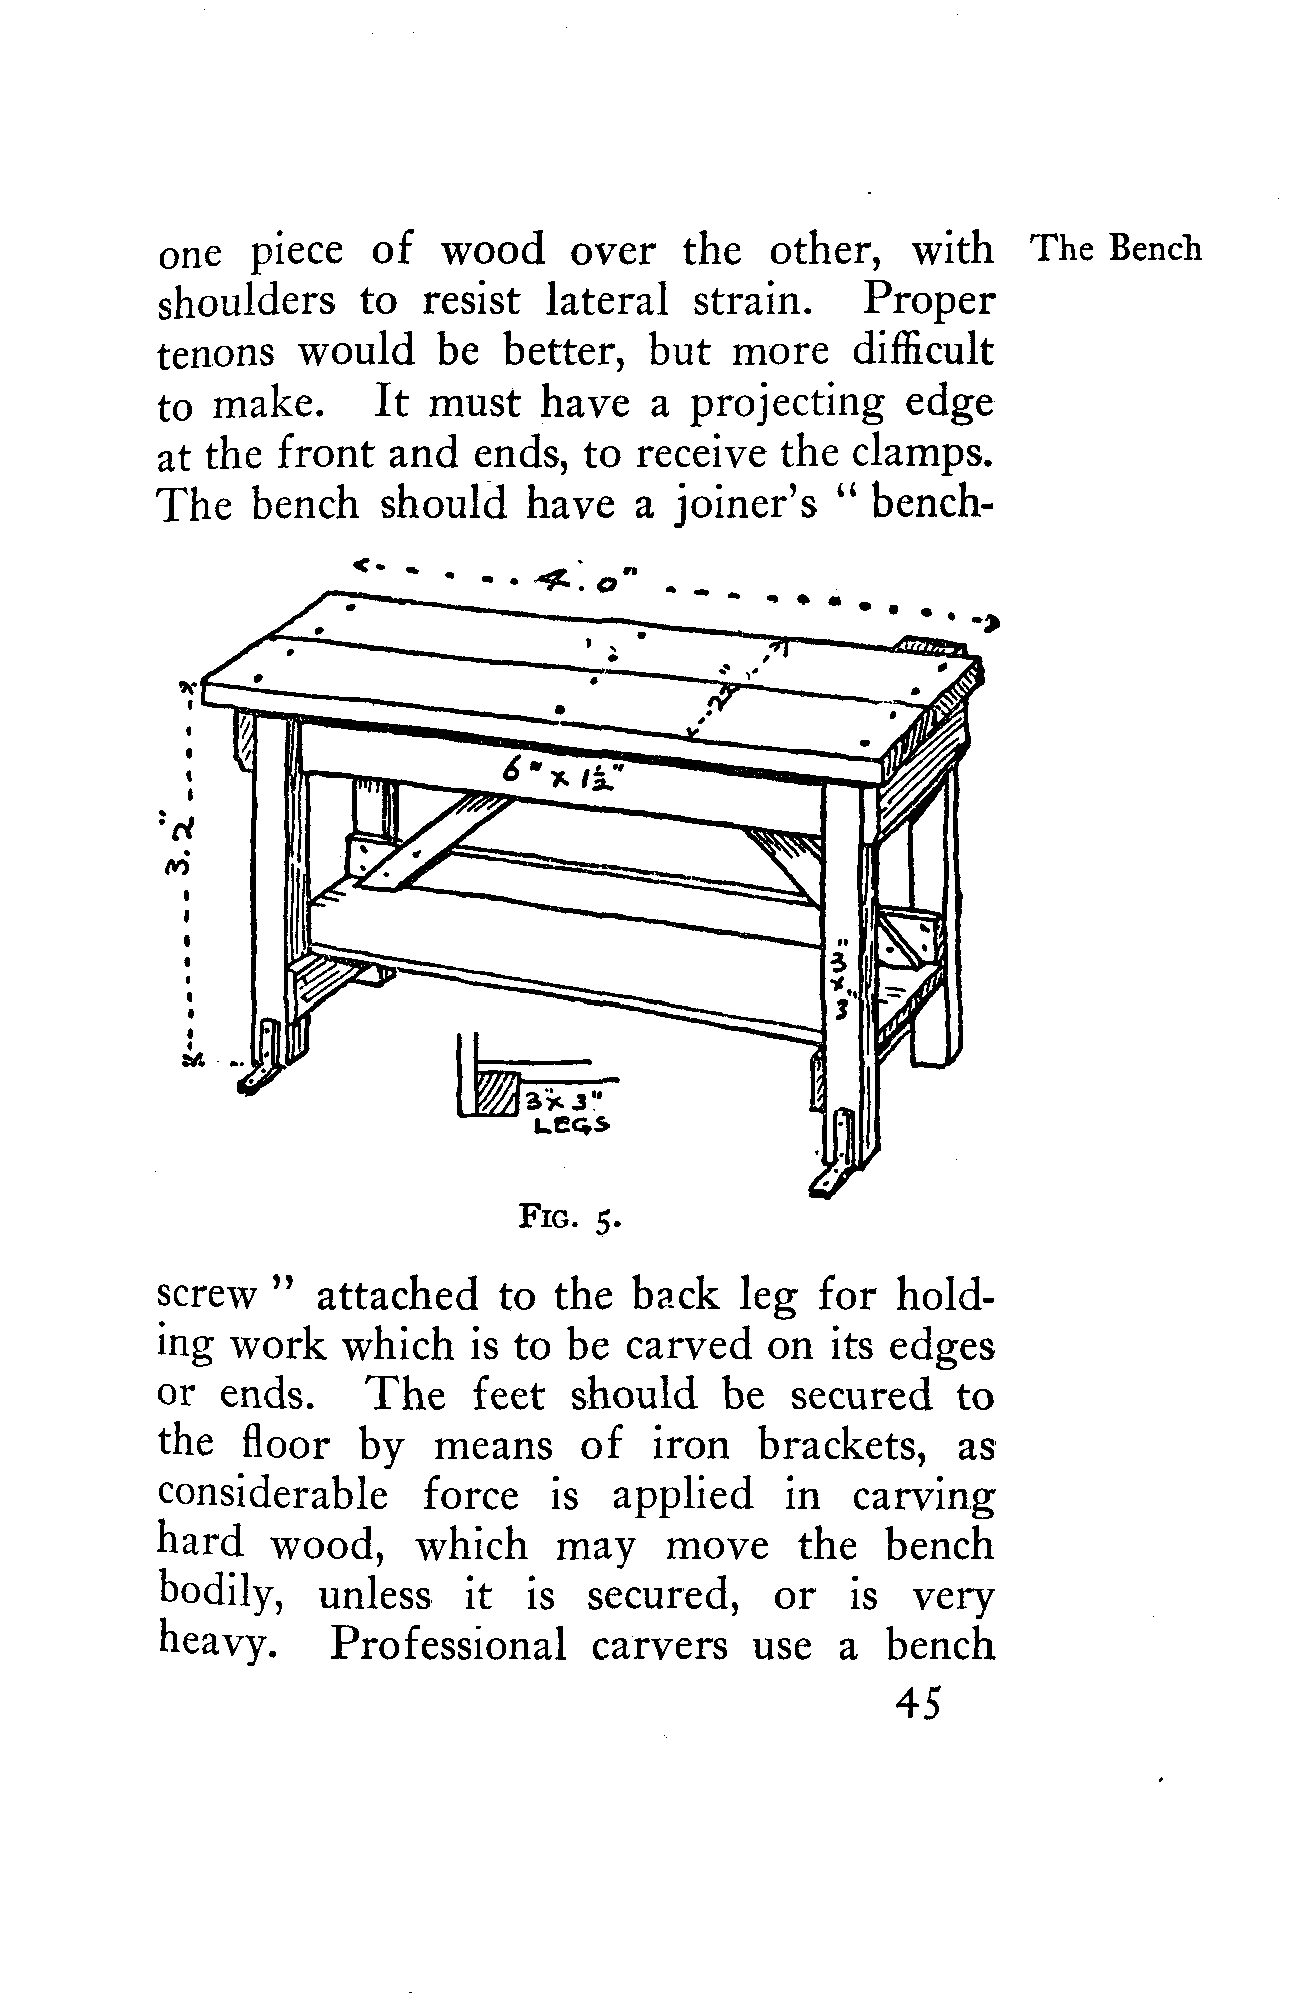 one piece of wood over the other, with
The Bench
shoulders to resist lateral strain. Proper
tenons would be better, but more difficult
to make. It must have a projecting edge
at the front and ends, to receive the clamps.
The bench should have a joiner's “ bench-
4.0"
2"
6" x 1½"
3.2"
3 x 3"
3" x 3"
LEGS
FIG. 5.
screw ” attached to the back leg for hold-
ing work which is to be carved on its edges
or ends. The feet should be secured to
the floor by means of iron brackets, as
considerable force is applied in carving
hard wood, which may move the bench
bodily, unless it is secured, or is very
heavy. Professional carvers use a bench
45